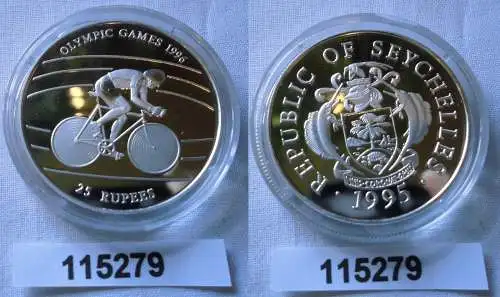 OLYMPIC GAMES 1996
25 RUPEES
REPUBLIC OF SEYCHELLES
1995
115279
115279